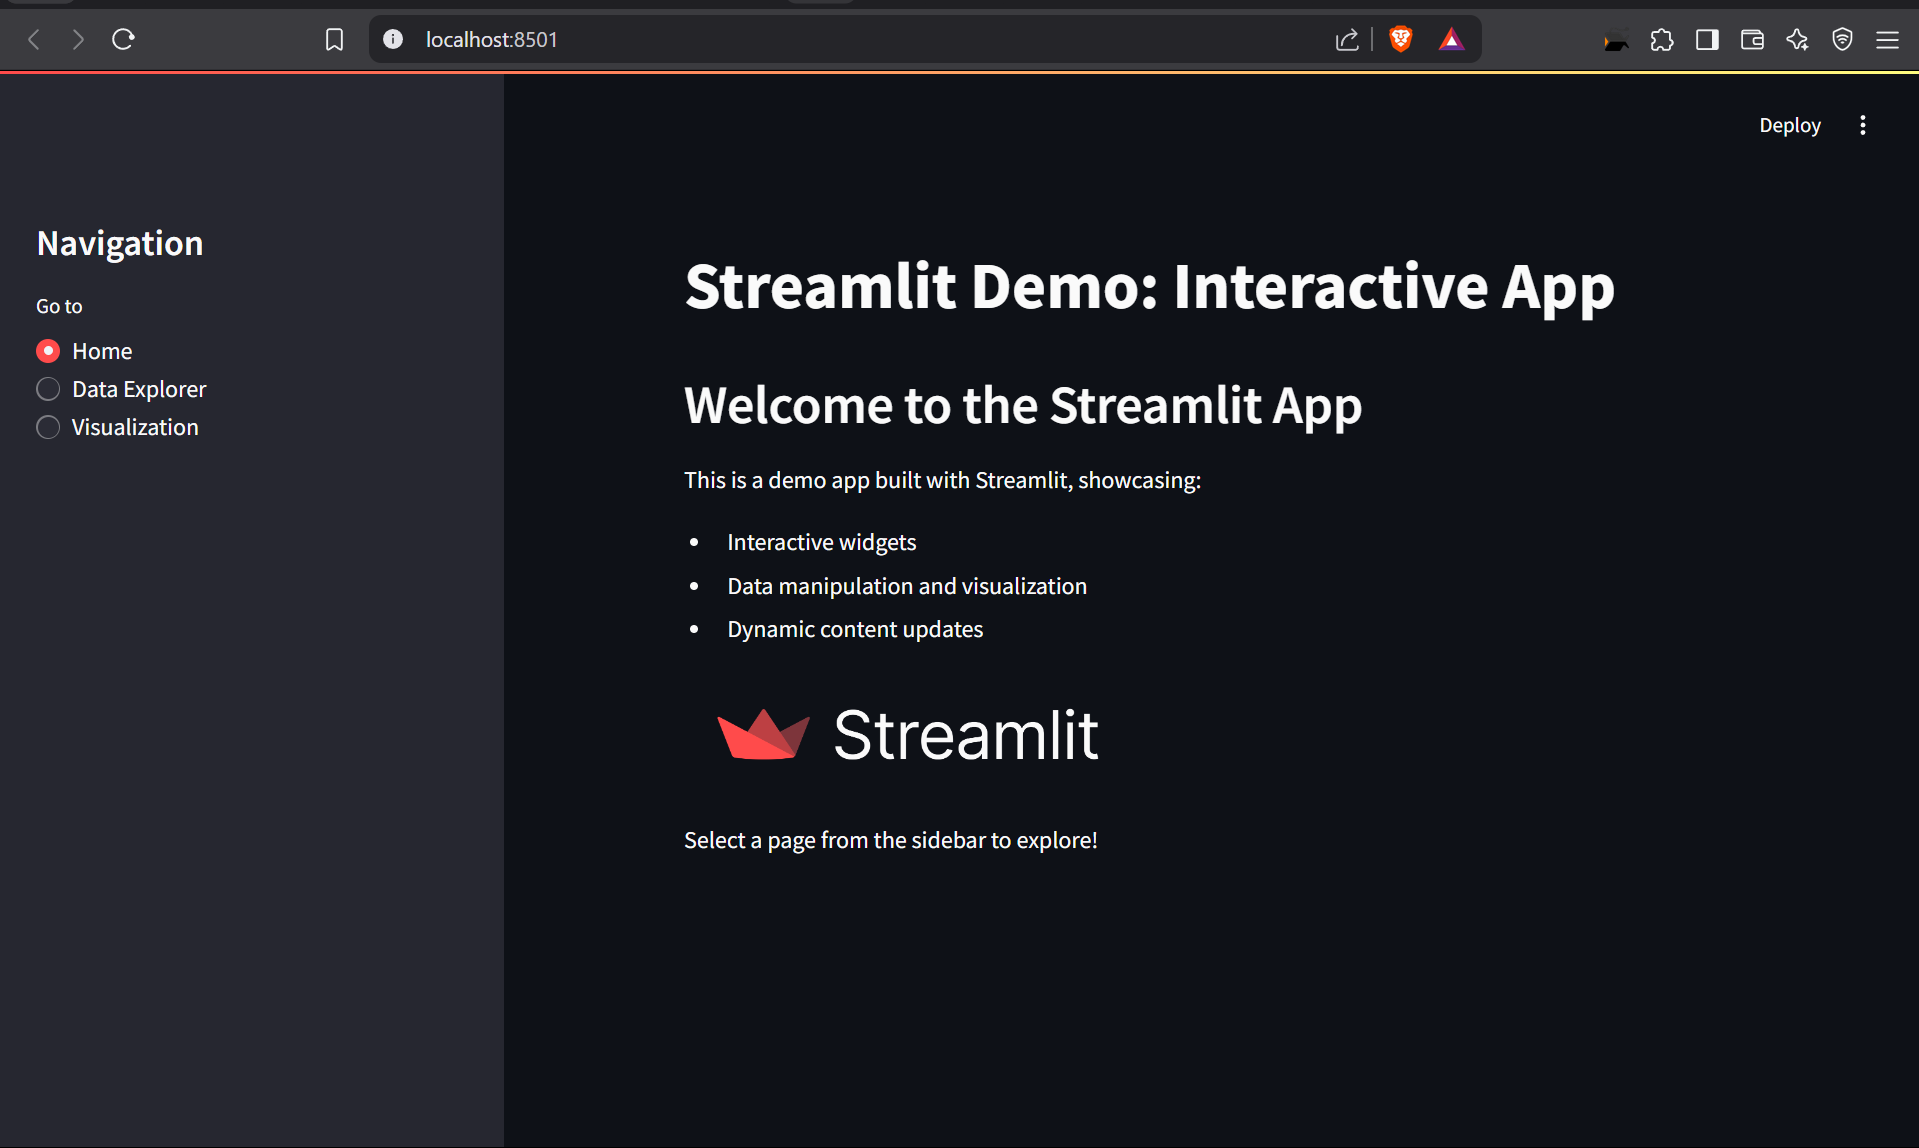 localhost:8501
Deploy
Navigation
Go to
Home
Data Explorer
Visualization
Streamlit Demo: Interactive App
Welcome to the Streamlit App
This is a demo app built with Streamlit, showcasing:
Interactive widgets
Data manipulation and visualization
Dynamic content updates
Streamlit
Select a page from the sidebar to explore!